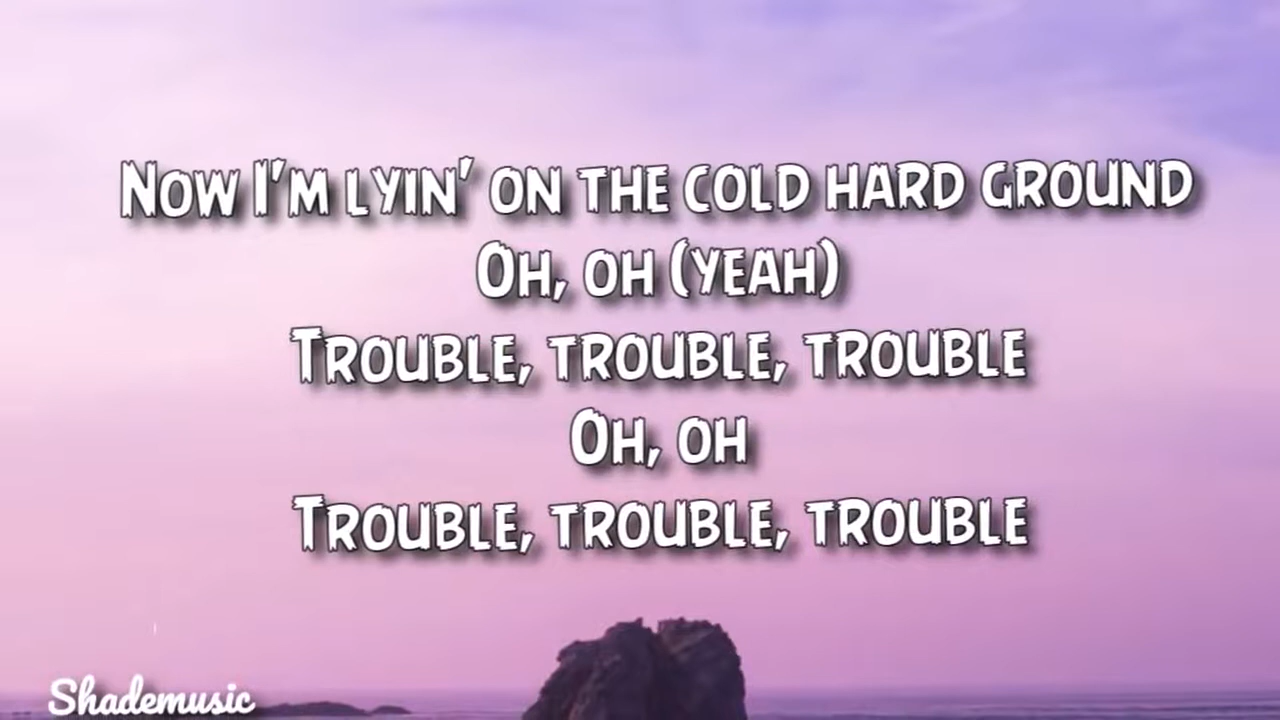 Now I'm lyin' on the cold hard ground
Oh, oh (yeah)
Trouble, trouble, trouble
Oh, oh
Trouble, trouble, trouble
Shademusic